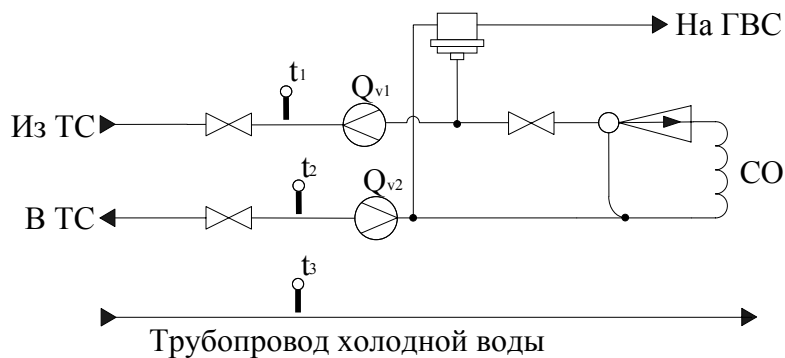 На ГВС
t1
Qv1
Из ТС
t2
Qv2
СО
В ТС
t3
Трубопровод холодной воды